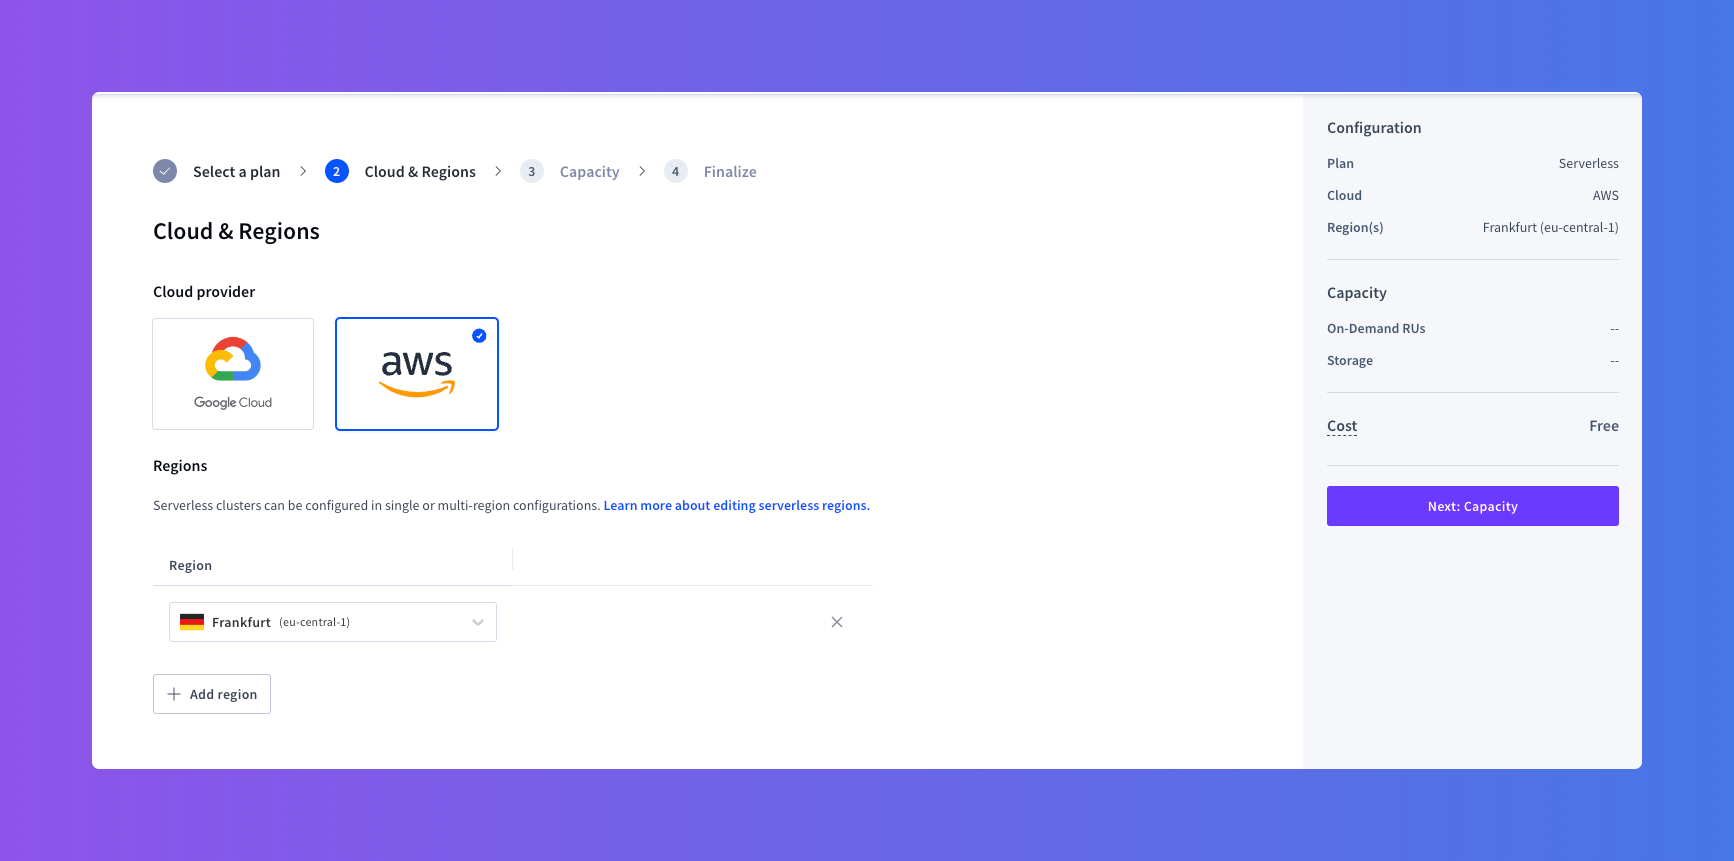 Select a plan
2 Cloud & Regions
3 Capacity
4 Finalize
Cloud & Regions
Cloud provider
Google Cloud
aws
Regions
Serverless clusters can be configured in single or multi-region configurations. Learn more about editing serverless regions.
Region
Frankfurt (eu-central-1)
Add region
Configuration
Plan Serverless
Cloud AWS
Region(s) Frankfurt (eu-central-1)
Capacity
On-Demand RUs --
Storage --
Cost Free
Next: Capacity